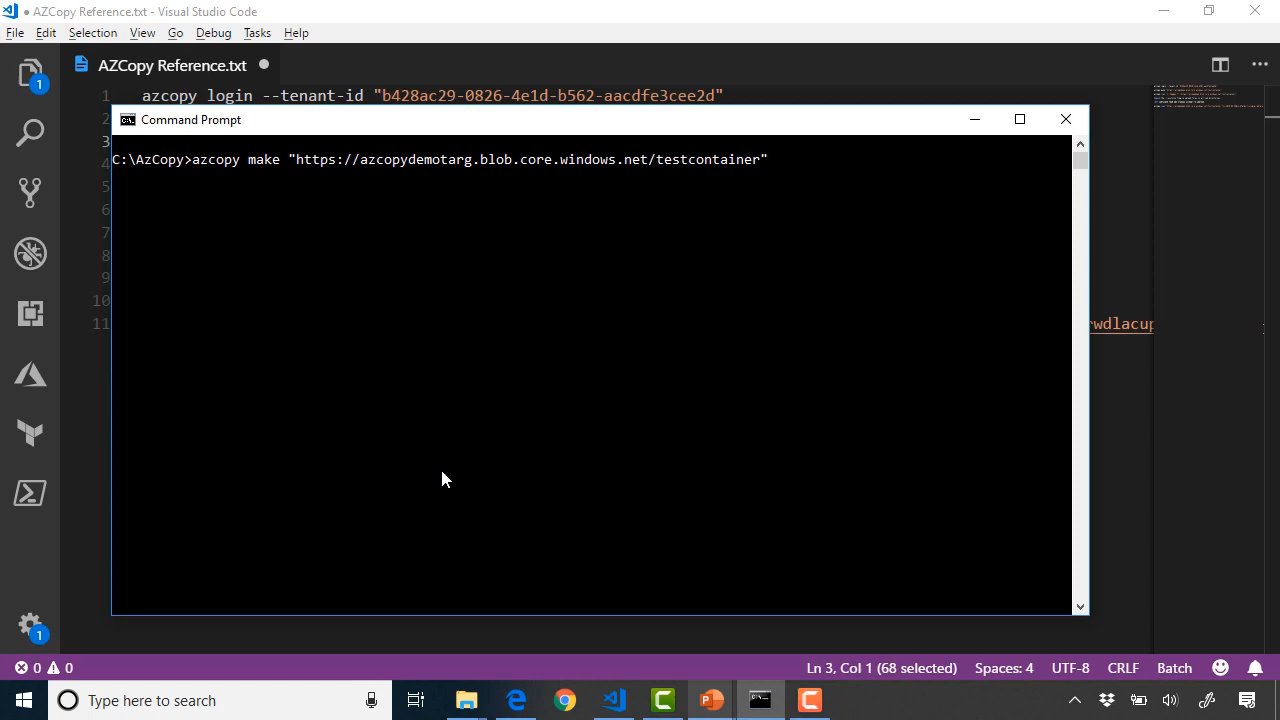 AZCopy Reference.txt - Visual Studio Code
File Edit Selection View Go Debug Tasks Help
1
AZCopy Reference.txt
1 azcopy login --tenant-id "b428ac29-0826-4e1d-b562-aacdfe3cee2d"
2
Command Prompt
3
C:\AzCopy>azcopy make "https://azcopydemotarg.blob.core.windows.net/testcontainer"
4
5
6
7
8
9
10
11
rwdlacup
1
0 0
Ln 3, Col 1 (68 selected) Spaces: 4 UTF-8 CRLF Batch
Type here to search